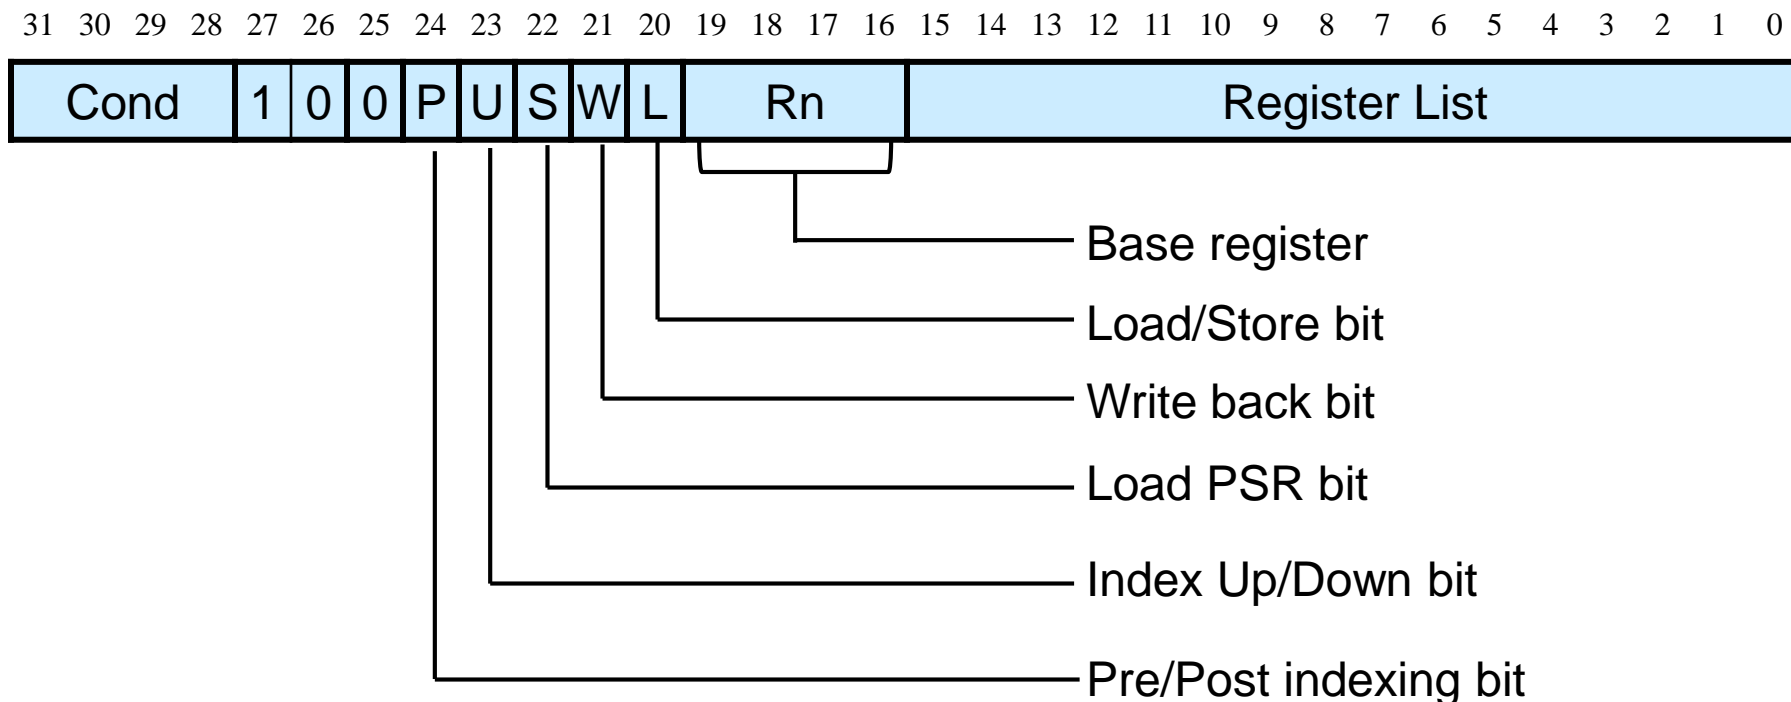 31 30 29 28 27 26 25 24 23 22 21 20 19 18 17 16 15 14 13 12 11 10 9 8 7 6 5 4 3 2 1 0
Cond 1 0 0 P U S W L Rn Register List
Base register
Load/Store bit
Write back bit
Load PSR bit
Index Up/Down bit
Pre/Post indexing bit